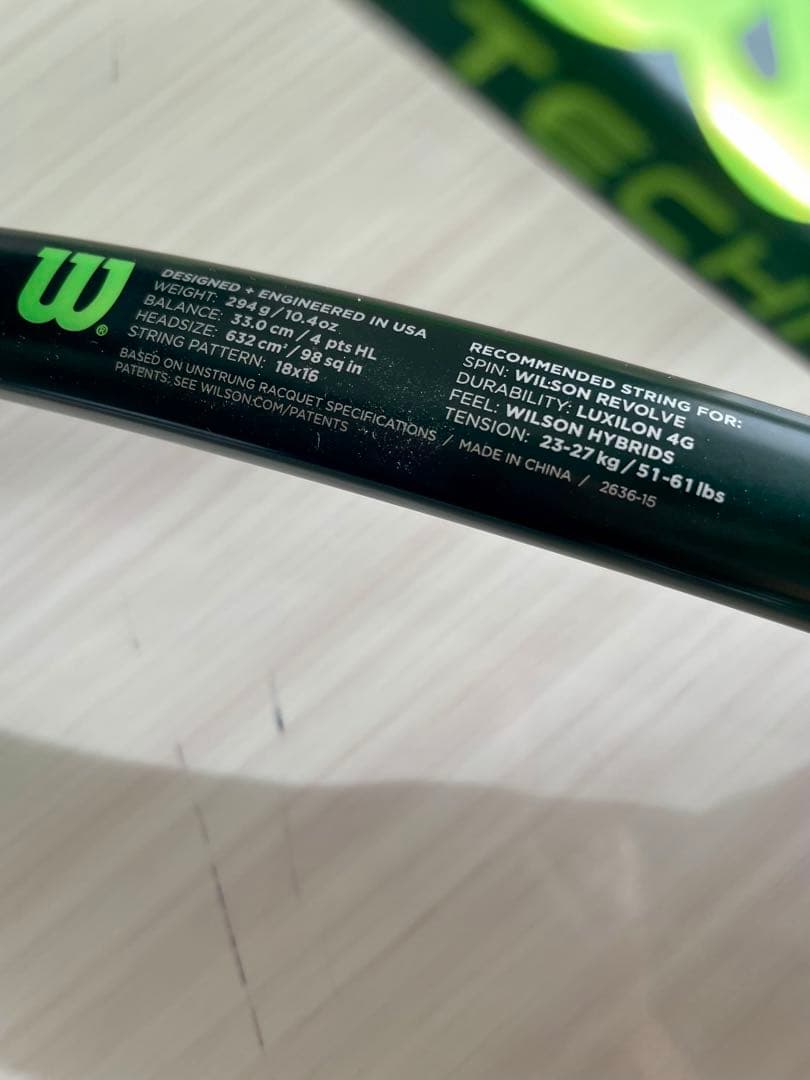 TECH
W®
DESIGNED + ENGINEERED IN USA
WEIGHT: 294 g / 10.4 oz
BALANCE: 33.0 cm / 4 pts HL
HEADSIZE: 632 cm² / 98 sq in
STRING PATTERN: 18x16
BASED ON UNSTRUNG RACQUET SPECIFICATIONS / MADE IN CHINA / 2636-15
PATENTS: SEE WILSON.COM/PATENTS
RECOMMENDED STRING FOR:
SPIN: WILSON REVOLVE
DURABILITY: LUXILON 4G
FEEL: WILSON HYBRIDS
TENSION: 23-27 kg / 51-61 lbs